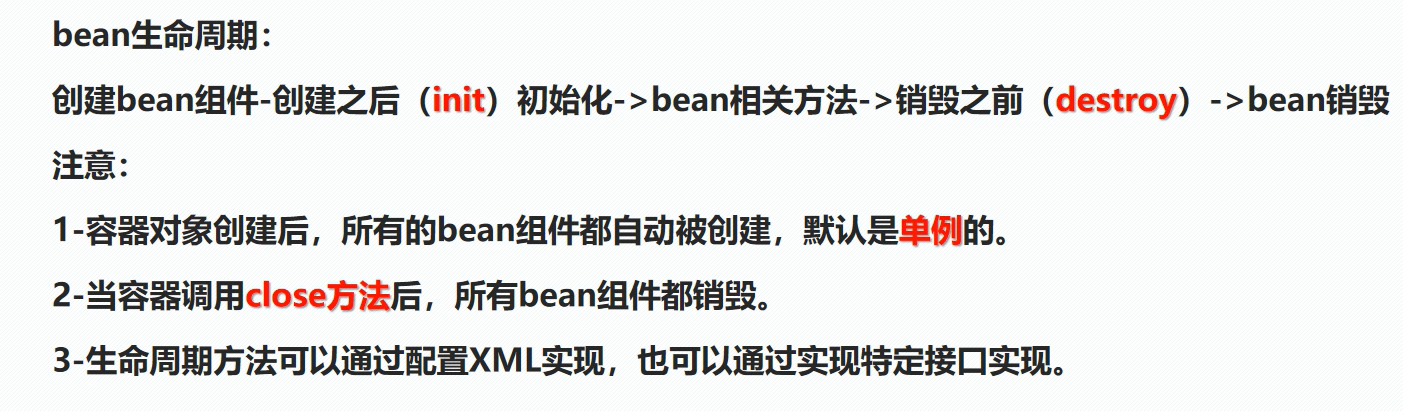 bean生命周期：
创建bean组件-创建之后（init）初始化->bean相关方法->销毁之前（destroy）->bean销毁
注意：
1-容器对象创建后，所有的bean组件都自动被创建，默认是单例的。
2-当容器调用close方法后，所有bean组件都销毁。
3-生命周期方法可以通过配置XML实现，也可以通过实现特定接口实现。